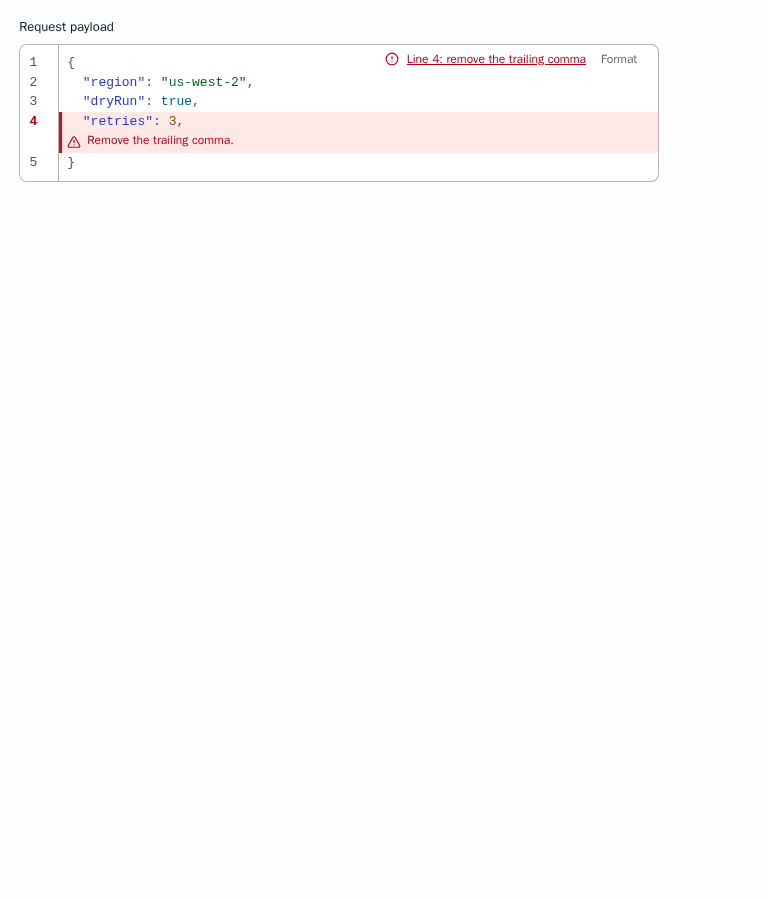 Request payload
Line 4: remove the trailing comma Format
1 {
2 "region": "us-west-2",
3 "dryRun": true,
4 "retries": 3,
Remove the trailing comma.
5 }